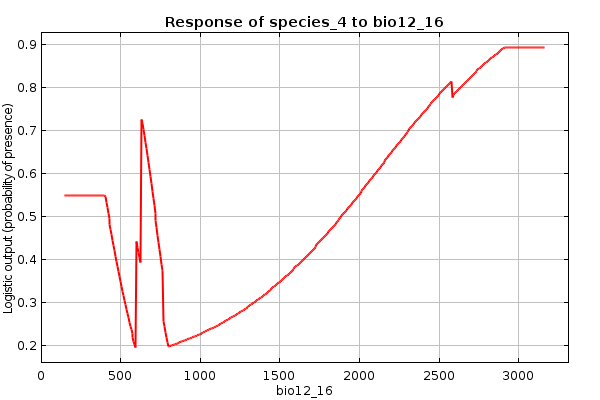 Response of species_4 to bio12_16
Logistic output (probability of presence)
0.9
0.8
0.7
0.6
0.5
0.4
0.3
0.2
0 500 1000 1500 2000 2500 3000
bio12_16